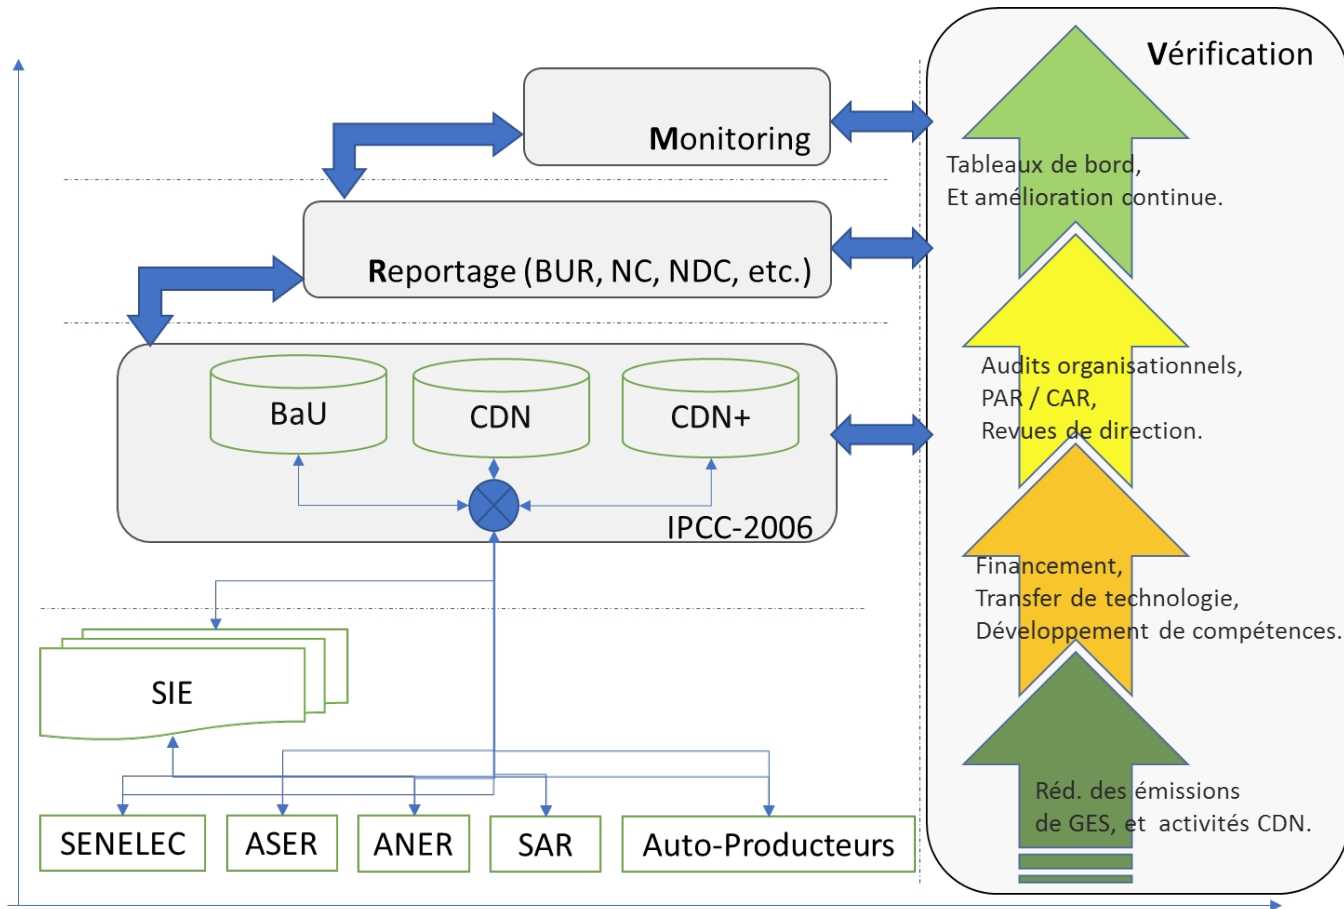 Vérification
Monitoring
Tableaux de bord,
Et amélioration continue.
Reportage (BUR, NC, NDC, etc.)
Audits organisationnels,
PAR / CAR,
Revues de direction.
BaU
CDN
CDN+
IPCC-2006
Financement,
Transfer de technologie,
Développement de compétences.
SIE
Réd. des émissions
de GES, et activités CDN.
SENELEC
ASER
ANER
SAR
Auto-Producteurs